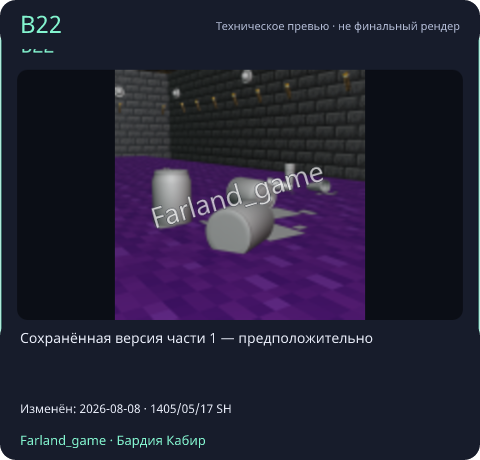 B22
Техническое превью · не финальный рендер
B22
Farland_game
Сохранённая версия части 1 — предположительно
Изменён: 2026-08-08 · 1405/05/17 SH
Farland_game · Бардия Кабир